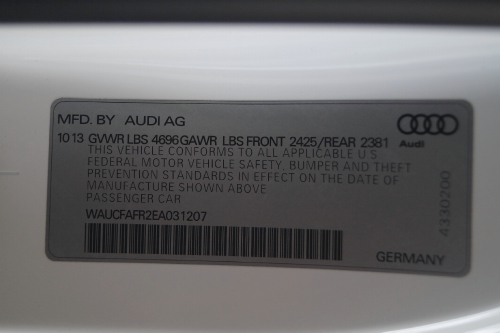 MFD. BY AUDI AG
Audi
10 13 GVWR LBS 4696 GAWR LBS FRONT 2425/REAR 2381
THIS VEHICLE CONFORMS TO ALL APPLICABLE U S
FEDERAL MOTOR VEHICLE SAFETY, BUMPER AND THEFT
PREVENTION STANDARDS IN EFFECT ON THE DATE OF
MANUFACTURE SHOWN ABOVE
PASSENGER CAR
WAUCFAFR2EA031207
4330200
GERMANY